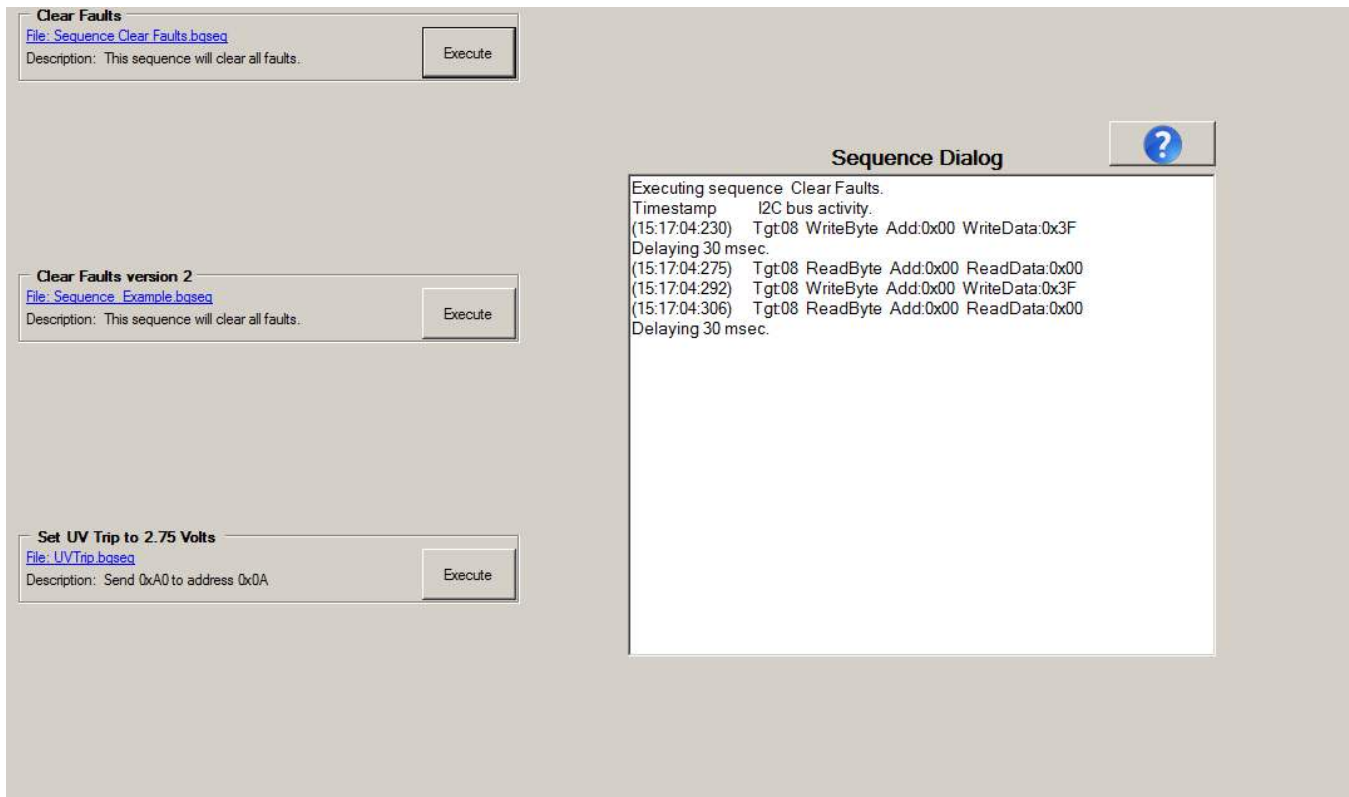 Clear Faults
File: Sequence Clear Faults.bqseq
Description: This sequence will clear all faults.
Execute
Clear Faults version 2
File: Sequence_Example.bqseq
Description: This sequence will clear all faults.
Execute
Set UV Trip to 2.75 Volts
File: UVTrip.bqseq
Description: Send 0xA0 to address 0x0A
Execute
?
Sequence Dialog
Executing sequence Clear Faults.
Timestamp I2C bus activity.
(15:17:04:230) Tgt:08 WriteByte Add:0x00 WriteData:0x3F
Delaying 30 msec.
(15:17:04:275) Tgt:08 ReadByte Add:0x00 ReadData:0x00
(15:17:04:292) Tgt:08 WriteByte Add:0x00 WriteData:0x3F
(15:17:04:306) Tgt:08 ReadByte Add:0x00 ReadData:0x00
Delaying 30 msec.